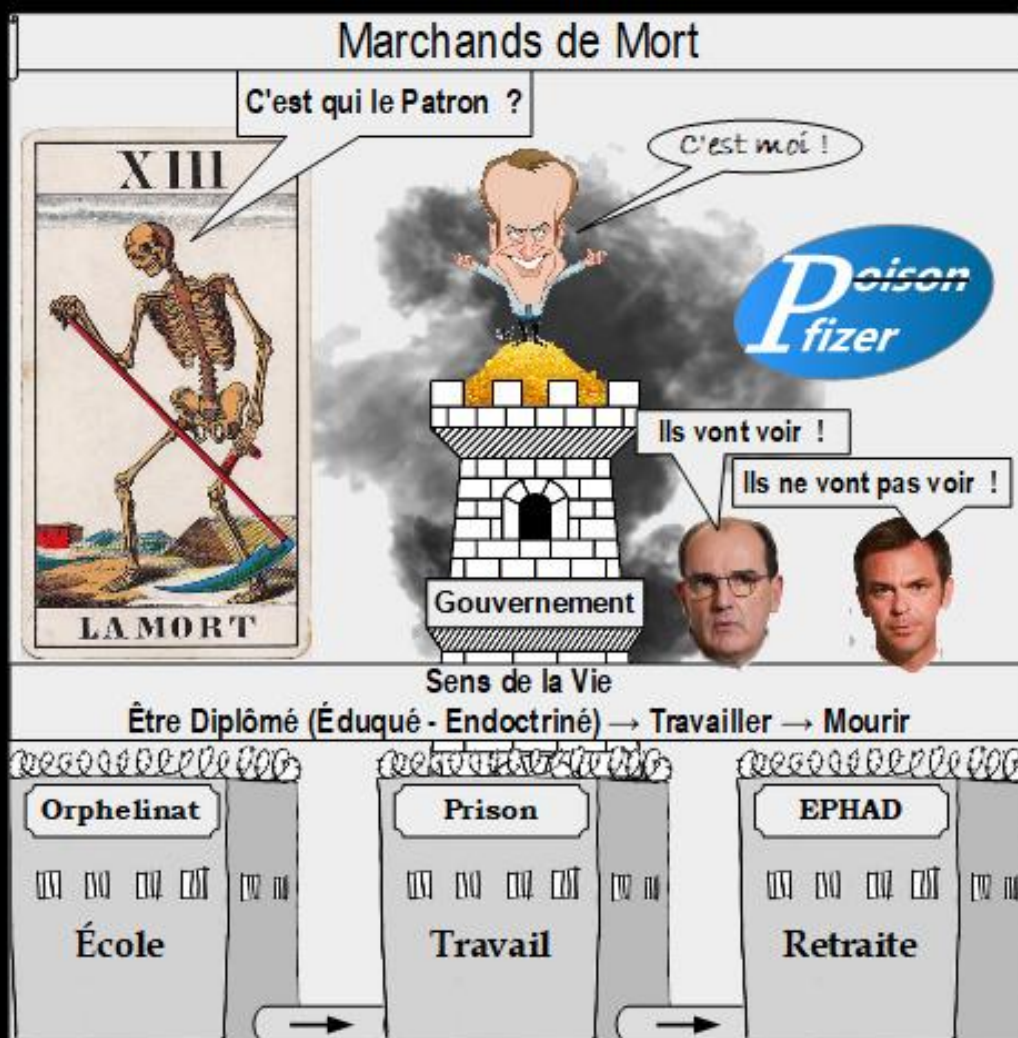 Marchands de Mort
C'est qui le Patron ?
C'est moi !
XIII
LA MORT
Poison
Pfizer
Ils vont voir !
Ils ne vont pas voir !
Gouvernement
Sens de la Vie
Être Diplômé (Éduqué - Endoctriné) → Travailler → Mourir
Orphelinat
Prison
EPHAD
École
Travail
Retraite